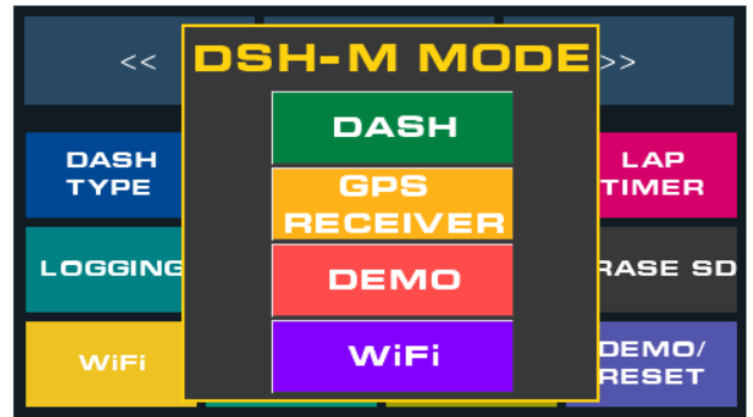 <<
DSH-M MODE
>>
DASH
GPS
RECEIVER
DEMO
WiFi
DASH
TYPE
LAP
TIMER
LOGGING
RASE SD
WiFi
DEMO/
RESET